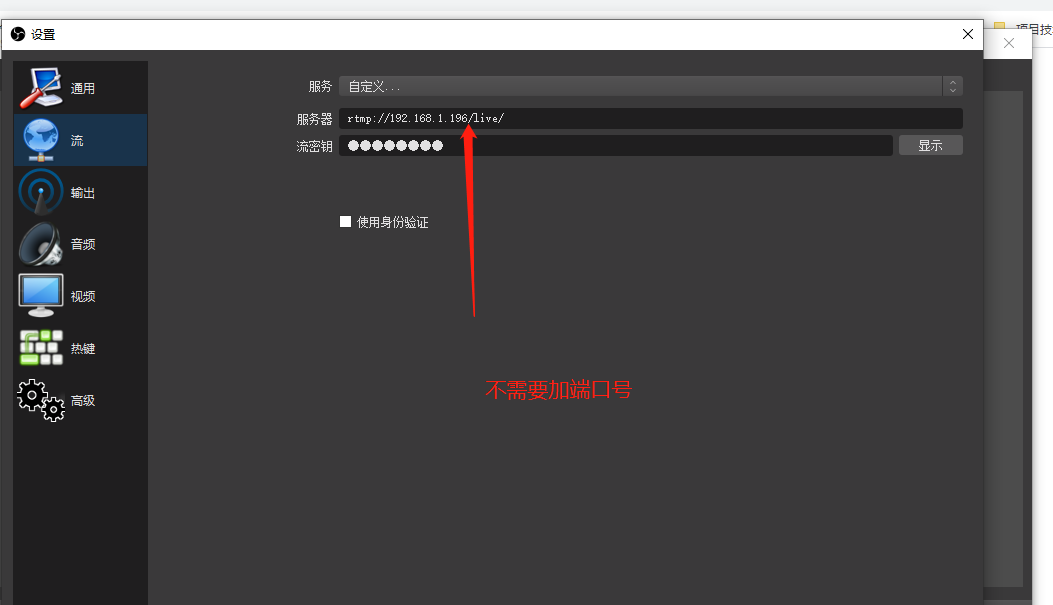 设置
项目技
通用
流
输出
音频
视频
热键
高级
服务 自定义...
服务器 rtmp://192.168.1.196/live/
流密钥 ●●●●●●●● 显示
使用身份验证
不需要加端口号